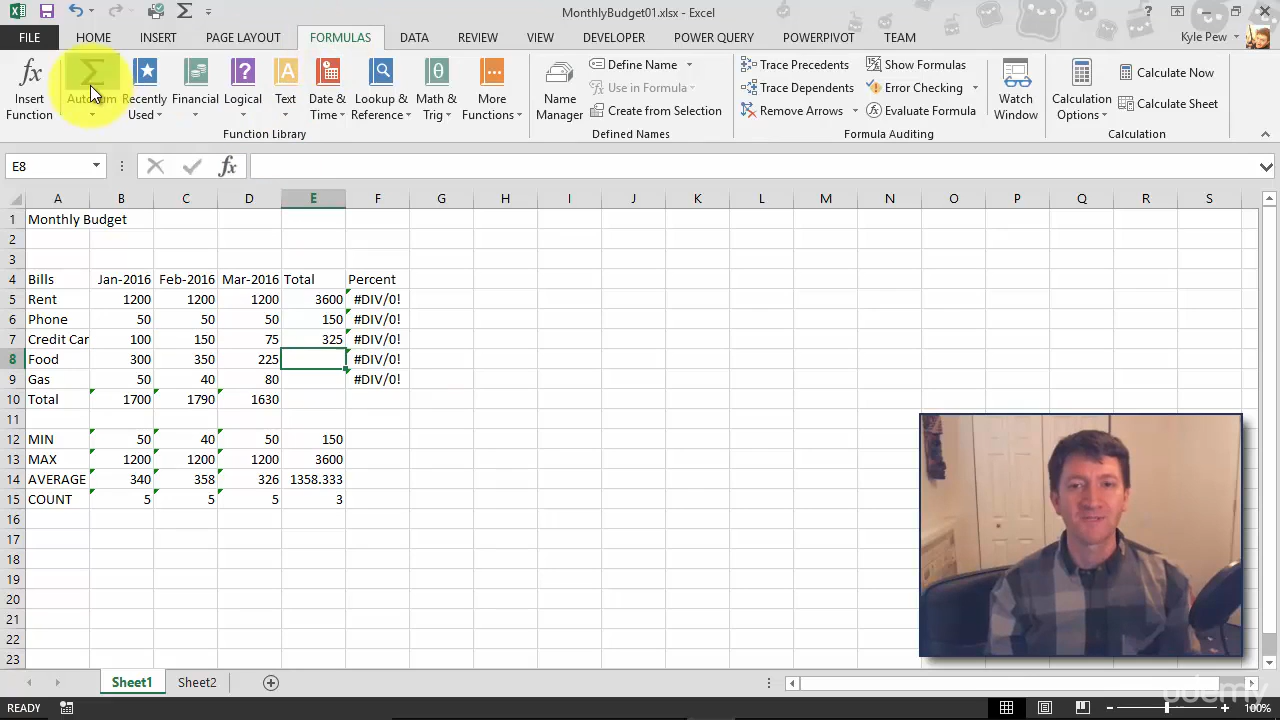 MonthlyBudget01.xlsx - Excel
FILE HOME INSERT PAGE LAYOUT FORMULAS DATA REVIEW VIEW DEVELOPER POWER QUERY POWERPIVOT TEAM Kyle Pew
Insert Function
AutoSum
Recently Used
Financial
Logical
Text
Date & Time
Lookup & Reference
Math & Trig
More Functions
Function Library
Name Manager
Define Name
Use in Formula
Create from Selection
Defined Names
Trace Precedents
Trace Dependents
Remove Arrows
Show Formulas
Error Checking
Evaluate Formula
Formula Auditing
Watch Window
Calculation Options
Calculate Now
Calculate Sheet
Calculation
E8 fx
A B C D E F G H I J K L M N O P Q R S
1 Monthly Budget
2
3
4 Bills Jan-2016 Feb-2016 Mar-2016 Total Percent
5 Rent 1200 1200 1200 3600 #DIV/0!
6 Phone 50 50 50 150 #DIV/0!
7 Credit Car 100 150 75 325 #DIV/0!
8 Food 300 350 225 #DIV/0!
9 Gas 50 40 80 #DIV/0!
10 Total 1700 1790 1630
11
12 MIN 50 40 50 150
13 MAX 1200 1200 1200 3600
14 AVERAGE 340 358 326 1358.333
15 COUNT 5 5 5 3
16
17
18
19
20
21
22
23
Sheet1 Sheet2
READY 100%
udemy